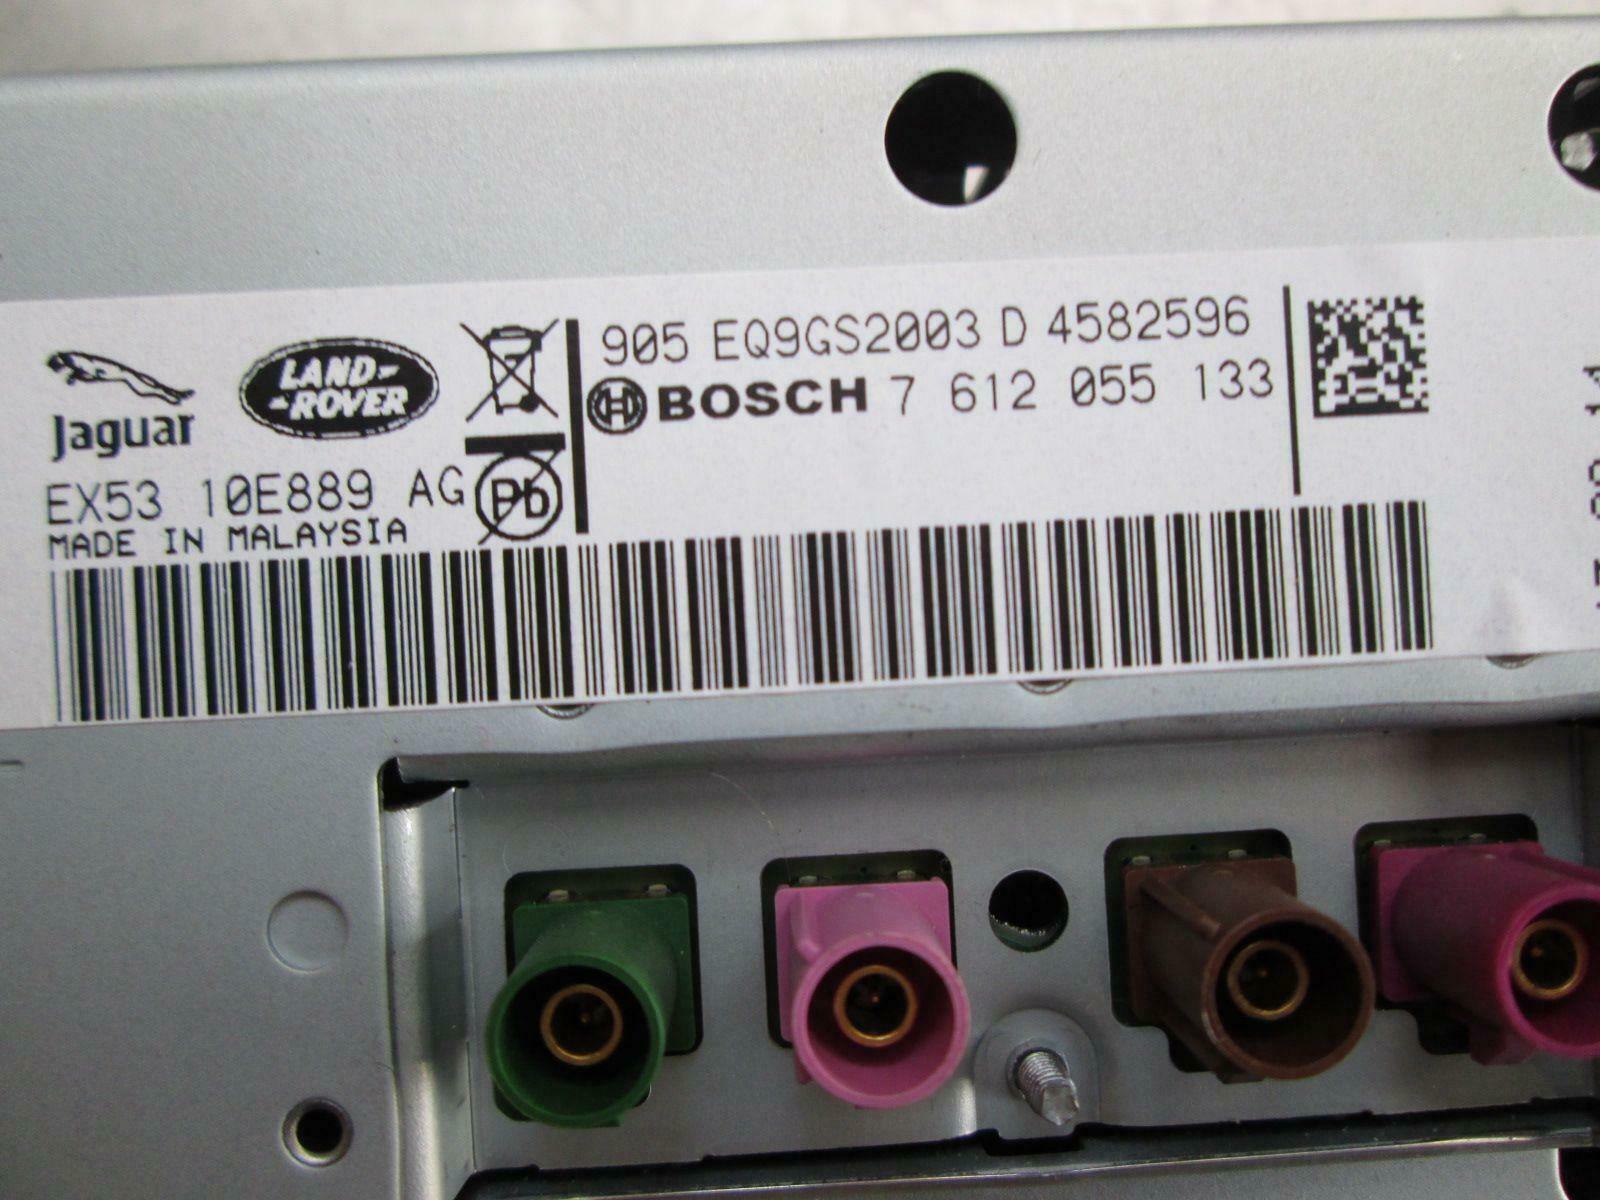 905 EQ9GS2003 D 4582596
Jaguar
LAND-
-ROVER
BOSCH 7 612 055 133
EX53 10E889 AG
Pb
MADE IN MALAYSIA